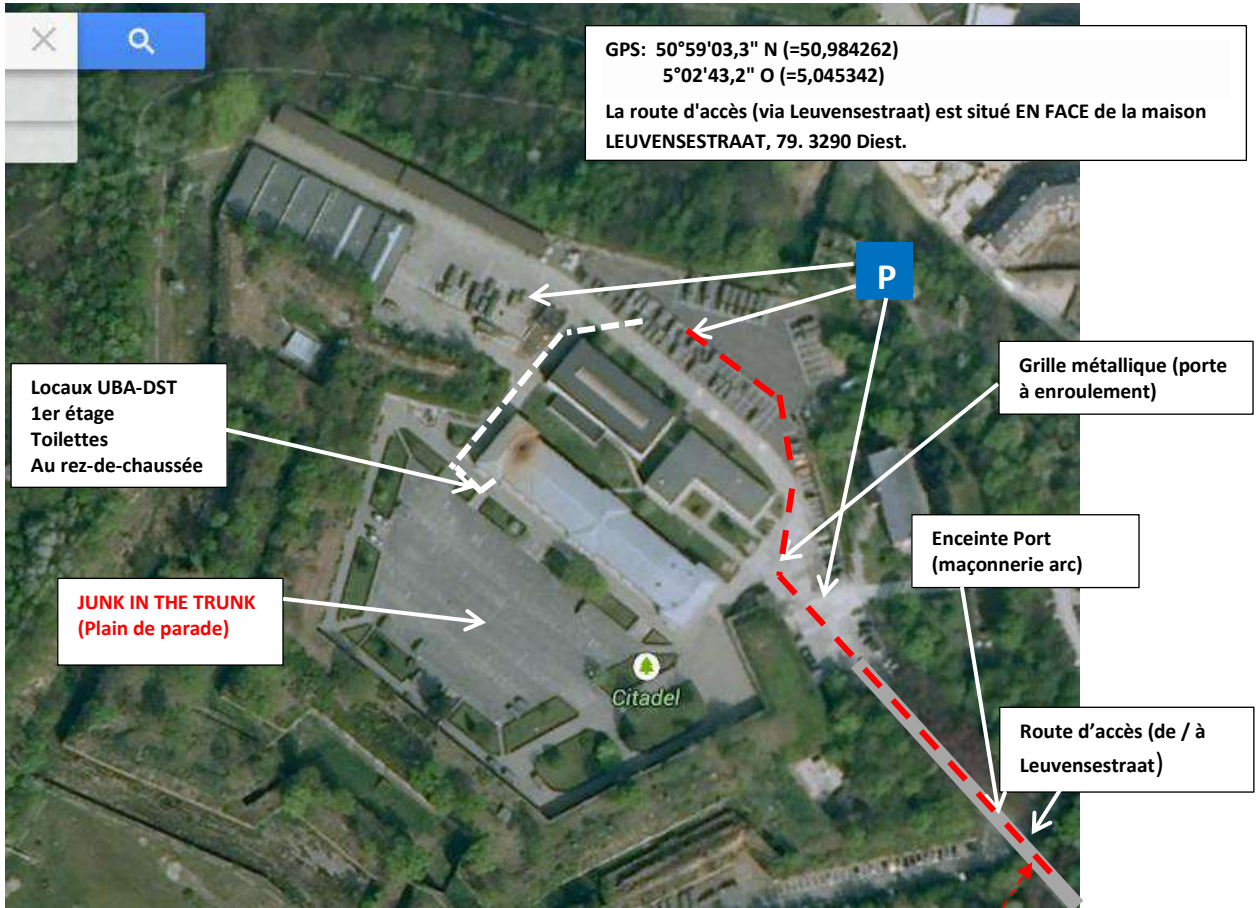 GPS: 50°59'03,3" N (=50,984262)
5°02'43,2" O (=5,045342)
La route d'accès (via Leuvensestraat) est situé EN FACE de la maison
LEUVENSESTRAAT, 79. 3290 Diest.
P
Grille métallique (porte
à enroulement)
Locaux UBA-DST
1er étage
Toilettes
Au rez-de-chaussée
Enceinte Port
(maçonnerie arc)
JUNK IN THE TRUNK
(Plain de parade)
Citadel
Route d’accès (de / à
Leuvensestraat)